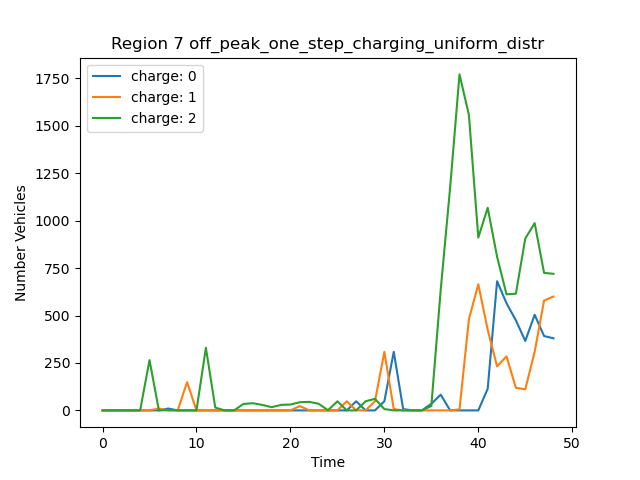 Region 7 off_peak_one_step_charging_uniform_distr
charge: 0
charge: 1
charge: 2
Number Vehicles
1750
1500
1250
1000
750
500
250
0
0 10 20 30 40 50
Time